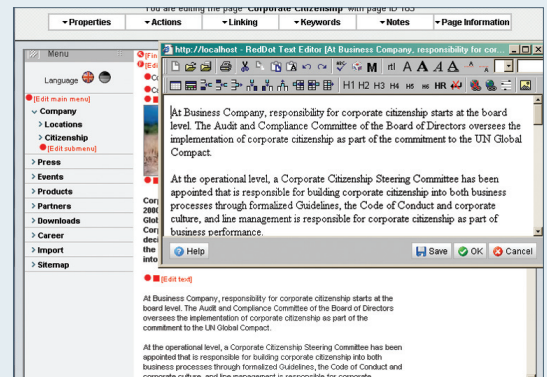 You are editing the page "Corporate Citizenship" with page ID 163
Properties
Actions
Linking
Keywords
Notes
Page Information
Menu
Language
[Edit main menu]
Company
Locations
Citizenship
[Edit submenu]
Press
Events
Products
Partners
Downloads
Career
Import
Sitemap
http://localhost - RedDot Text Editor [At Business Company, responsibility for cor...
rtl A A A A
H1 H2 H3 H4 H5 H6 HR
At Business Company, responsibility for corporate citizenship starts at the board
level. The Audit and Compliance Committee of the Board of Directors oversees the
implementation of corporate citizenship as part of the commitment to the UN Global
Compact.
At the operational level, a Corporate Citizenship Steering Committee has been
appointed that is responsible for building corporate citizenship into both business
processes through formalized Guidelines, the Code of Conduct and corporate
culture, and line management is responsible for corporate citizenship as part of
business performance.
Help
Save
OK
Cancel
[Edit text]
At Business Company, responsibility for corporate citizenship starts at the
board level. The Audit and Compliance Committee of the Board of Directors
oversees the implementation of corporate citizenship as part of the
commitment to the UN Global Compact.
At the operational level, a Corporate Citizenship Steering Committee has been
appointed that is responsible for building corporate citizenship into both
business processes through formalized Guidelines, the Code of Conduct and
corporate culture, and line management is responsible for corporate